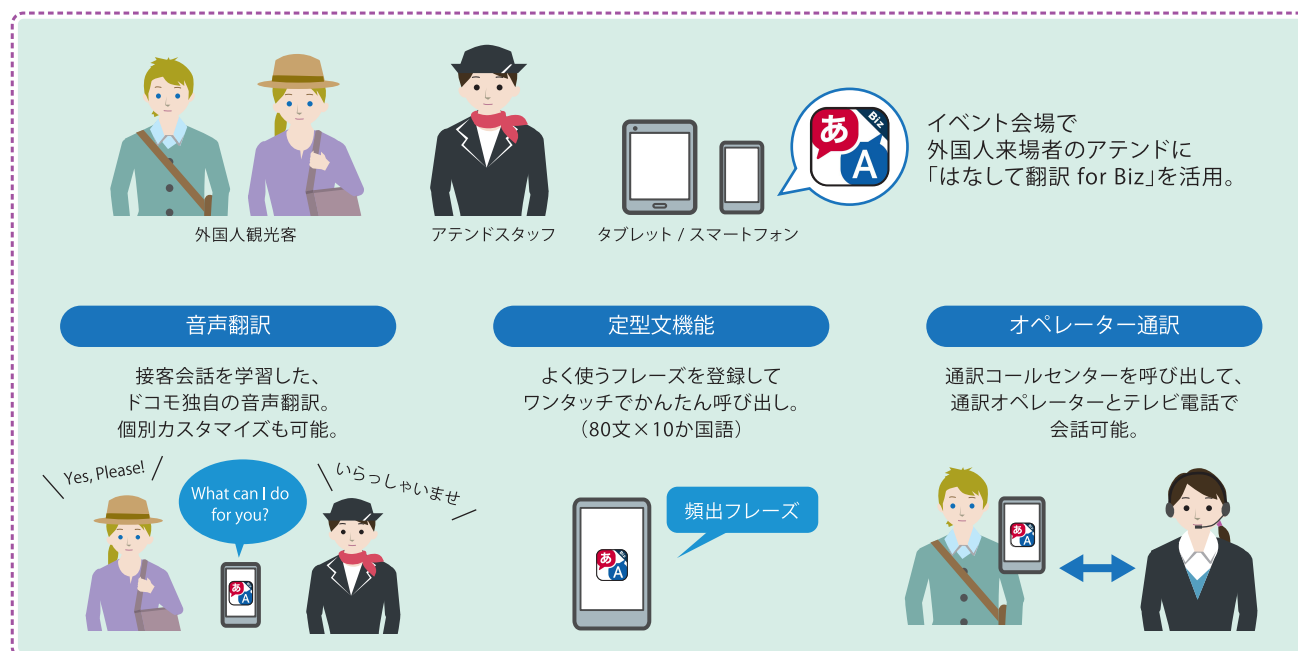 あ
Biz
A
イベント会場で
外国人来場者のアテンドに
「はなして翻訳 for Biz」を活用。
外国人観光客
アテンドスタッフ
タブレット / スマートフォン
音声翻訳
接客会話を学習した、
ドコモ独自の音声翻訳。
個別カスタマイズも可能。
Yes, Please!
What can I do
for you?
いらっしゃいませ
あ
A
定型文機能
よく使うフレーズを登録して
ワンタッチでかんたん呼び出し。
（80文×10か国語）
頻出フレーズ
あ
A
オペレーター通訳
通訳コールセンターを呼び出して、
通訳オペレーターとテレビ電話で
会話可能。
あ
A